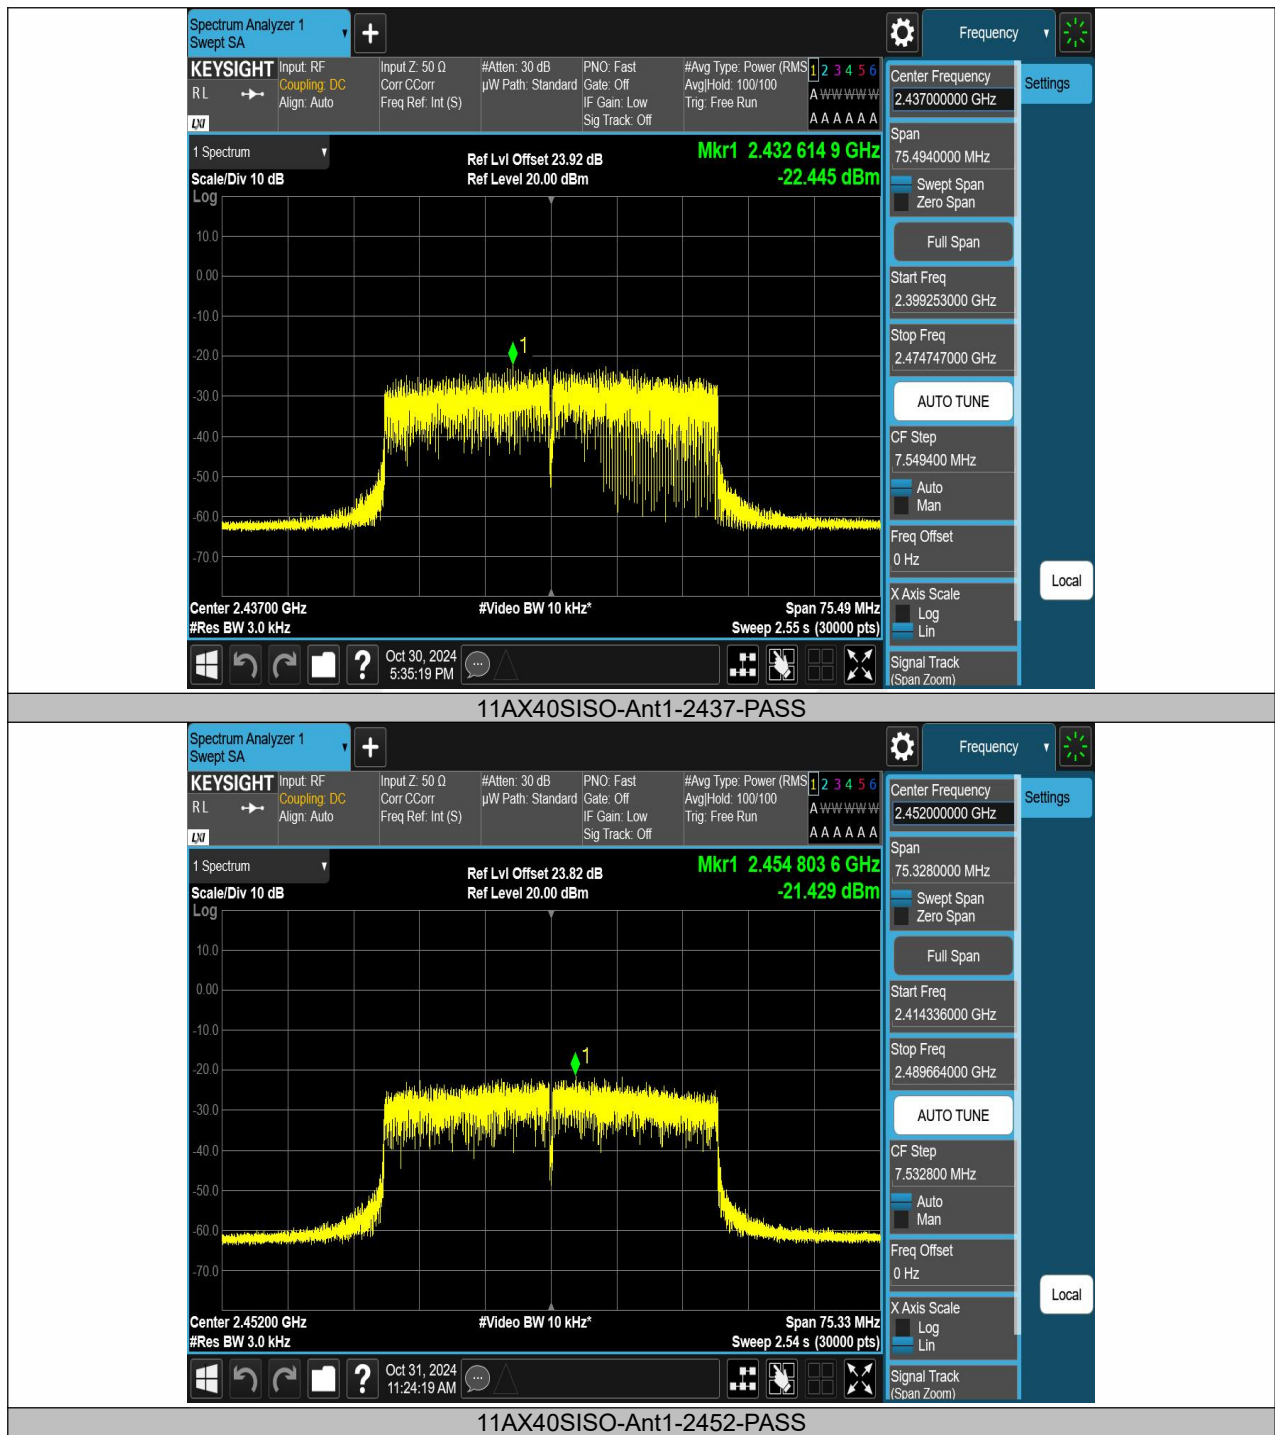 Spectrum Analyzer 1
Swept SA
Frequency
KEYSIGHT
RL
LXI
Input: RF
Coupling: DC
Align: Auto
Input Z: 50 Ω
Corr CCorr
Freq Ref: Int (S)
#Atten: 30 dB
µW Path: Standard
PNO: Fast
Gate: Off
IF Gain: Low
Sig Track: Off
#Avg Type: Power (RMS
Avg|Hold: 100/100
Trig: Free Run
1 2 3 4 5 6
A W W W W W
A A A A A A
1 Spectrum
Scale/Div 10 dB
Log
Ref Lvl Offset 23.92 dB
Ref Level 20.00 dBm
Mkr1 2.432 614 9 GHz
-22.445 dBm
10.0
0.00
-10.0
-20.0
-30.0
-40.0
-50.0
-60.0
-70.0
1
Center 2.43700 GHz
#Res BW 3.0 kHz
#Video BW 10 kHz*
Span 75.49 MHz
Sweep 2.55 s (30000 pts)
Oct 30, 2024
5:35:19 PM
Center Frequency
2.437000000 GHz
Settings
Span
75.4940000 MHz
Swept Span
Zero Span
Full Span
Start Freq
2.399253000 GHz
Stop Freq
2.474747000 GHz
AUTO TUNE
CF Step
7.549400 MHz
Auto
Man
Freq Offset
0 Hz
Local
X Axis Scale
Log
Lin
Signal Track
(Span Zoom)
11AX40SISO-Ant1-2437-PASS
Spectrum Analyzer 1
Swept SA
Frequency
KEYSIGHT
RL
LXI
Input: RF
Coupling: DC
Align: Auto
Input Z: 50 Ω
Corr CCorr
Freq Ref: Int (S)
#Atten: 30 dB
µW Path: Standard
PNO: Fast
Gate: Off
IF Gain: Low
Sig Track: Off
#Avg Type: Power (RMS
Avg|Hold: 100/100
Trig: Free Run
1 2 3 4 5 6
A W W W W W
A A A A A A
1 Spectrum
Scale/Div 10 dB
Log
Ref Lvl Offset 23.82 dB
Ref Level 20.00 dBm
Mkr1 2.454 803 6 GHz
-21.429 dBm
10.0
0.00
-10.0
-20.0
-30.0
-40.0
-50.0
-60.0
-70.0
1
Center 2.45200 GHz
#Res BW 3.0 kHz
#Video BW 10 kHz*
Span 75.33 MHz
Sweep 2.54 s (30000 pts)
Oct 31, 2024
11:24:19 AM
Center Frequency
2.452000000 GHz
Settings
Span
75.3280000 MHz
Swept Span
Zero Span
Full Span
Start Freq
2.414336000 GHz
Stop Freq
2.489664000 GHz
AUTO TUNE
CF Step
7.532800 MHz
Auto
Man
Freq Offset
0 Hz
Local
X Axis Scale
Log
Lin
Signal Track
(Span Zoom)
11AX40SISO-Ant1-2452-PASS